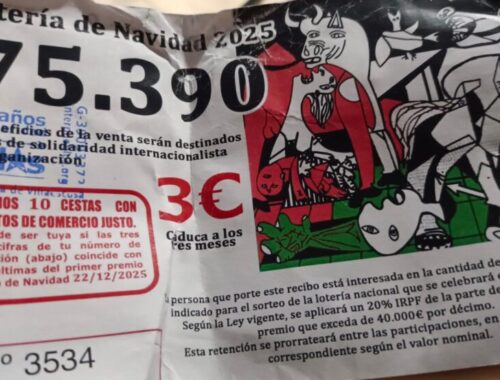 tería de Navidad 2025
75.390
años
neficios de la venta serán destinados
s de solidaridad internacionalista
rganización
3€
Caduca a los
tres meses
MOS 10 CESTAS CON
TOS DE COMERCIO JUSTO.
de ser tuya si las tres
cifras de tu número de
ión (abajo) coincide con
ltimas del primer premio
de Navidad 22/12/2025
a persona que porte este recibo está interesada en la cantidad de
indicado para el sorteo de la lotería nacional que se celebrará
Según la Ley vigente, se aplicará un 20% IRPF de la parte de
premio que exceda de 40.000€ por décimo.
Esta retención se prorrateará entre las participaciones, en
correspondiente según el valor nominal.
º 3534